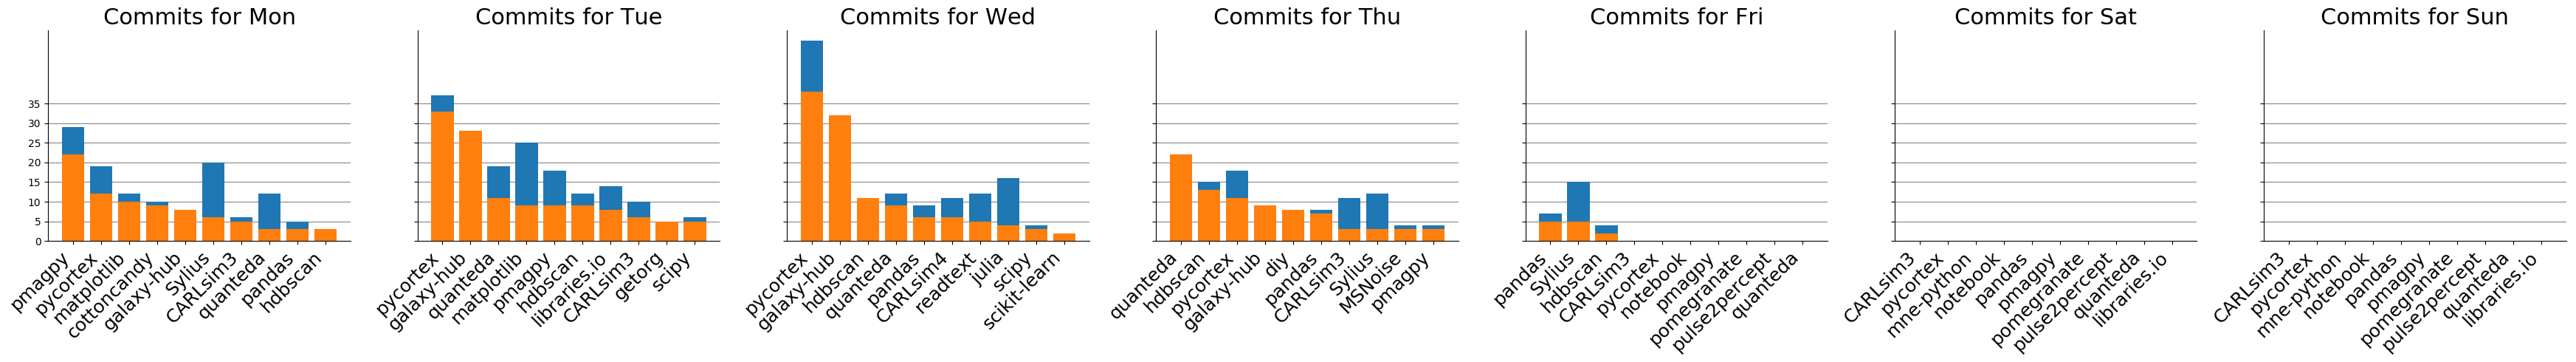 Commits for Mon
Commits for Tue
Commits for Wed
Commits for Thu
Commits for Fri
Commits for Sat
Commits for Sun
35
30
25
20
15
10
5
0
pmagpy
pycortex
matplotlib
cottoncandy
galaxy-hub
Sylius
CARLsim3
quanteda
pandas
hdbscan
pycortex
galaxy-hub
quanteda
matplotlib
pmagpy
hdbscan
libraries.io
CARLsim3
getorg
scipy
pycortex
galaxy-hub
hdbscan
quanteda
pandas
CARLsim4
readtext
julia
scipy
scikit-learn
quanteda
hdbscan
pycortex
galaxy-hub
diy
pandas
CARLsim3
Sylius
MSNoise
pmagpy
pandas
Sylius
hdbscan
CARLsim3
pycortex
notebook
pmagpy
pomegranate
pulse2percept
quanteda
CARLsim3
pycortex
mne-python
notebook
pandas
pmagpy
pomegranate
pulse2percept
quanteda
libraries.io
CARLsim3
pycortex
mne-python
notebook
pandas
pmagpy
pomegranate
pulse2percept
quanteda
libraries.io